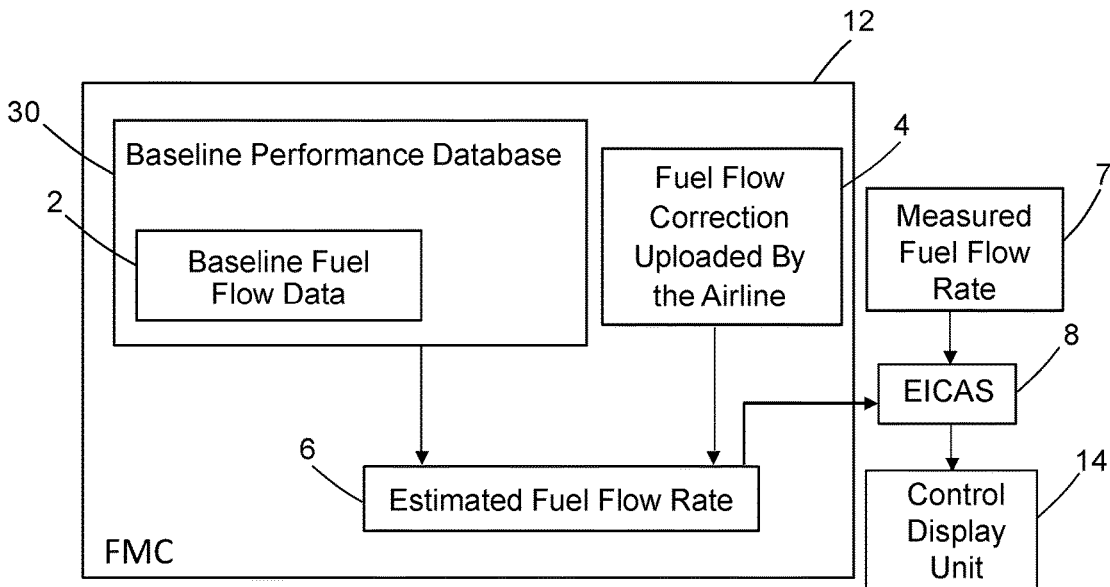 12
30
Baseline Performance Database
4
Fuel Flow
Correction
Uploaded By
the Airline
7
Measured
Fuel Flow
Rate
2
Baseline Fuel
Flow Data
8
EICAS
6
Estimated Fuel Flow Rate
14
Control
Display
Unit
FMC